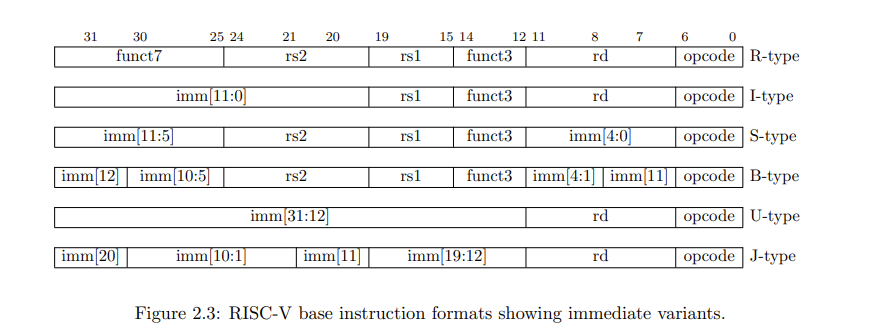 31 30 25 24 21 20 19 15 14 12 11 8 7 6 0
funct7 rs2 rs1 funct3 rd opcode R-type
imm[11:0] rs1 funct3 rd opcode I-type
imm[11:5] rs2 rs1 funct3 imm[4:0] opcode S-type
imm[12] imm[10:5] rs2 rs1 funct3 imm[4:1] imm[11] opcode B-type
imm[31:12] rd opcode U-type
imm[20] imm[10:1] imm[11] imm[19:12] rd opcode J-type
Figure 2.3: RISC-V base instruction formats showing immediate variants.